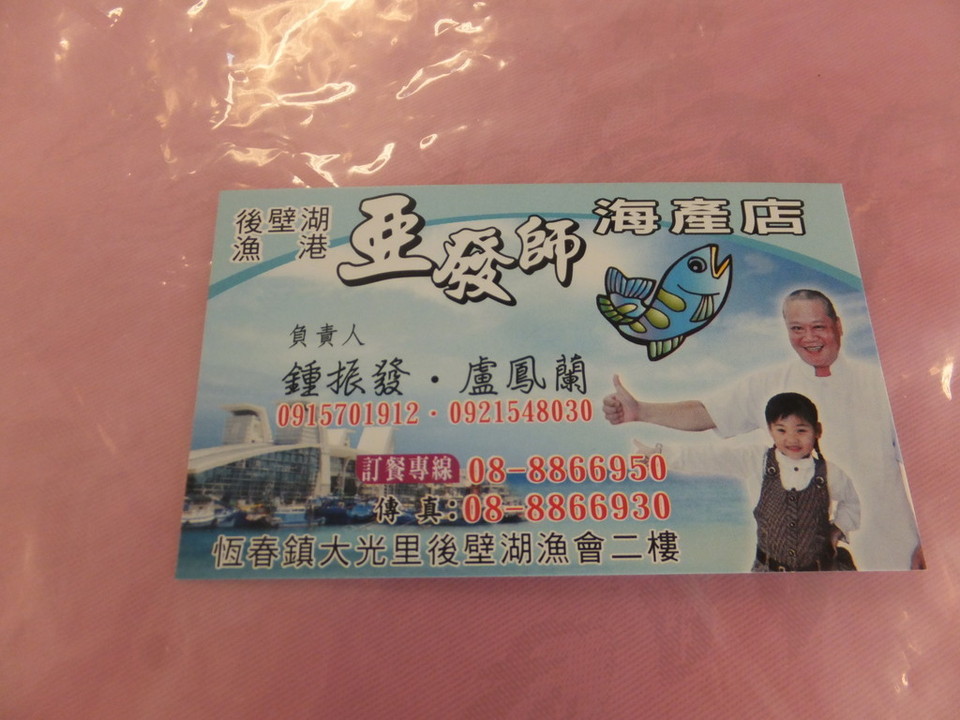 後壁湖
漁港
亞發師
海產店
負責人
鍾振發·盧鳳蘭
0915701912·0921548030
訂餐專線 08-8866950
傳真:08-8866930
恆春鎮大光里後壁湖漁會二樓